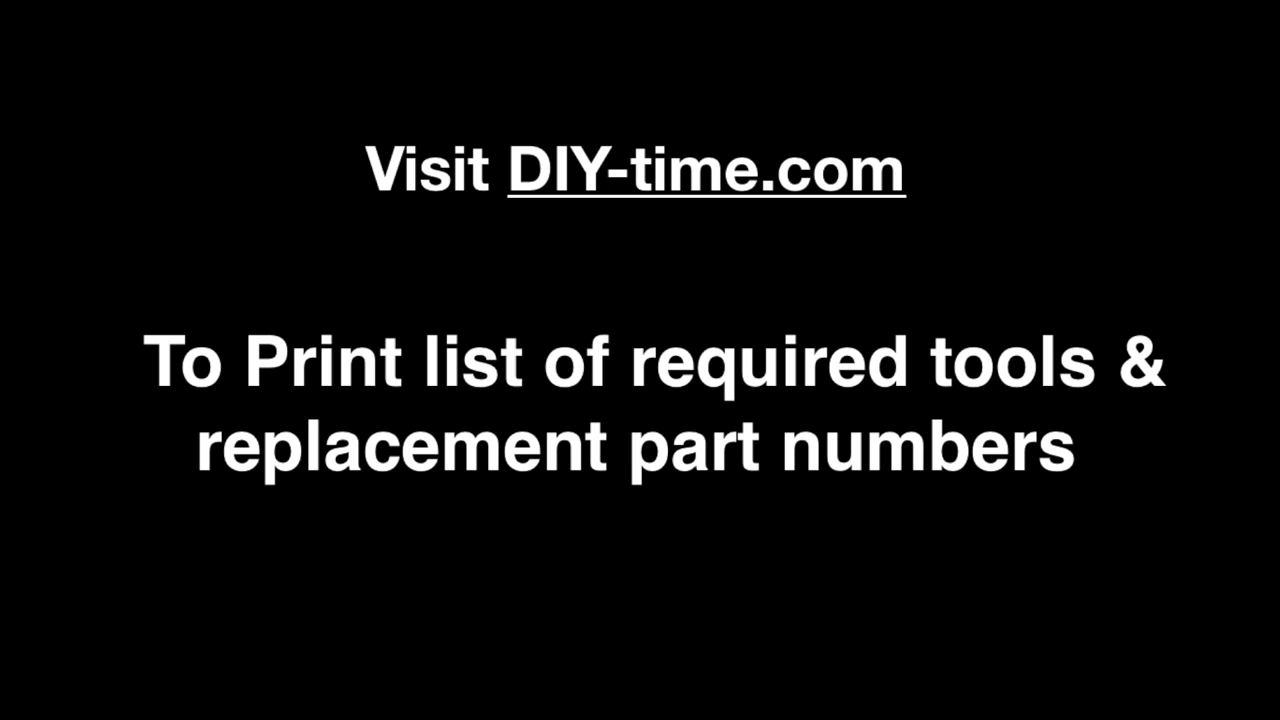 Visit DIY-time.com
To Print list of required tools &
replacement part numbers